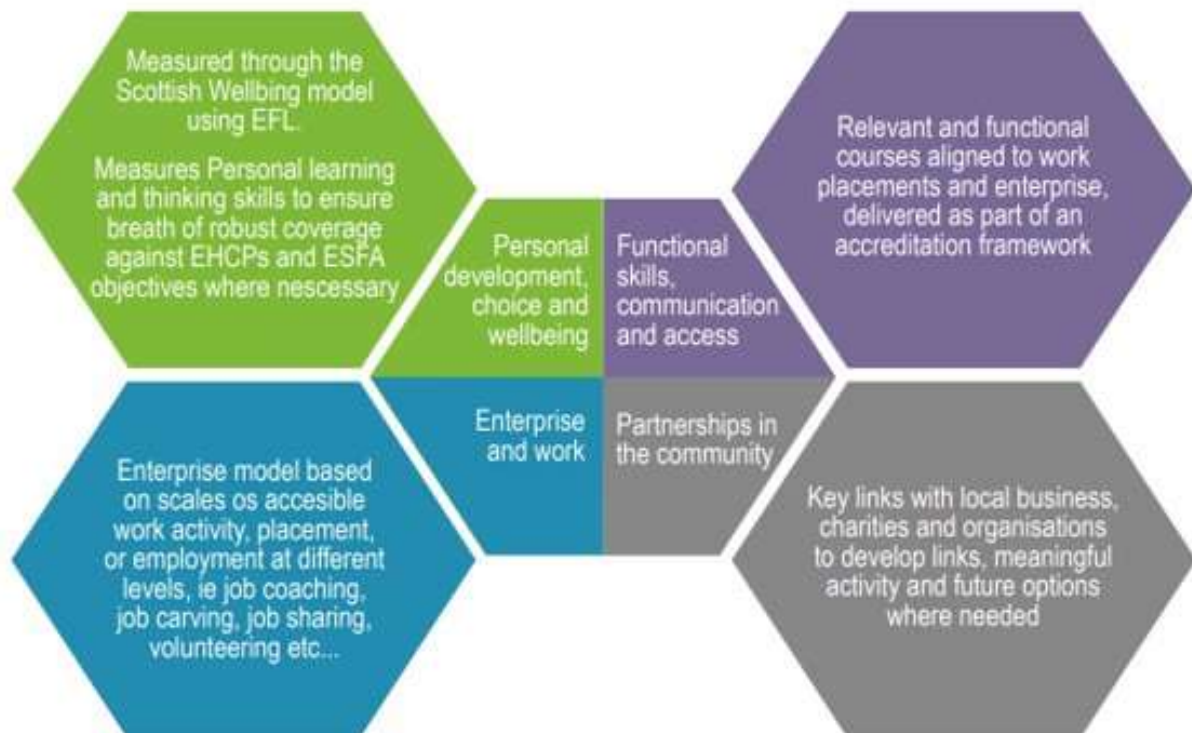 Measured through the
Scottish Wellbing model
using EFL.
Measures Personal learning
and thinking skills to ensure
breath of robust coverage
against EHCPs and ESFA
objectives where nescessary
Relevant and functional
courses aligned to work
placements and enterprise,
delivered as part of an
accreditation framework
Personal
development,
choice and
wellbeing
Functional
skills,
communication
and access
Enterprise
and work
Partnerships in
the community
Enterprise model based
on scales os accesible
work activity, placement,
or employment at different
levels, ie job coaching,
job carving, job sharing,
volunteering etc...
Key links with local business,
charities and organisations
to develop links, meaningful
activity and future options
where needed